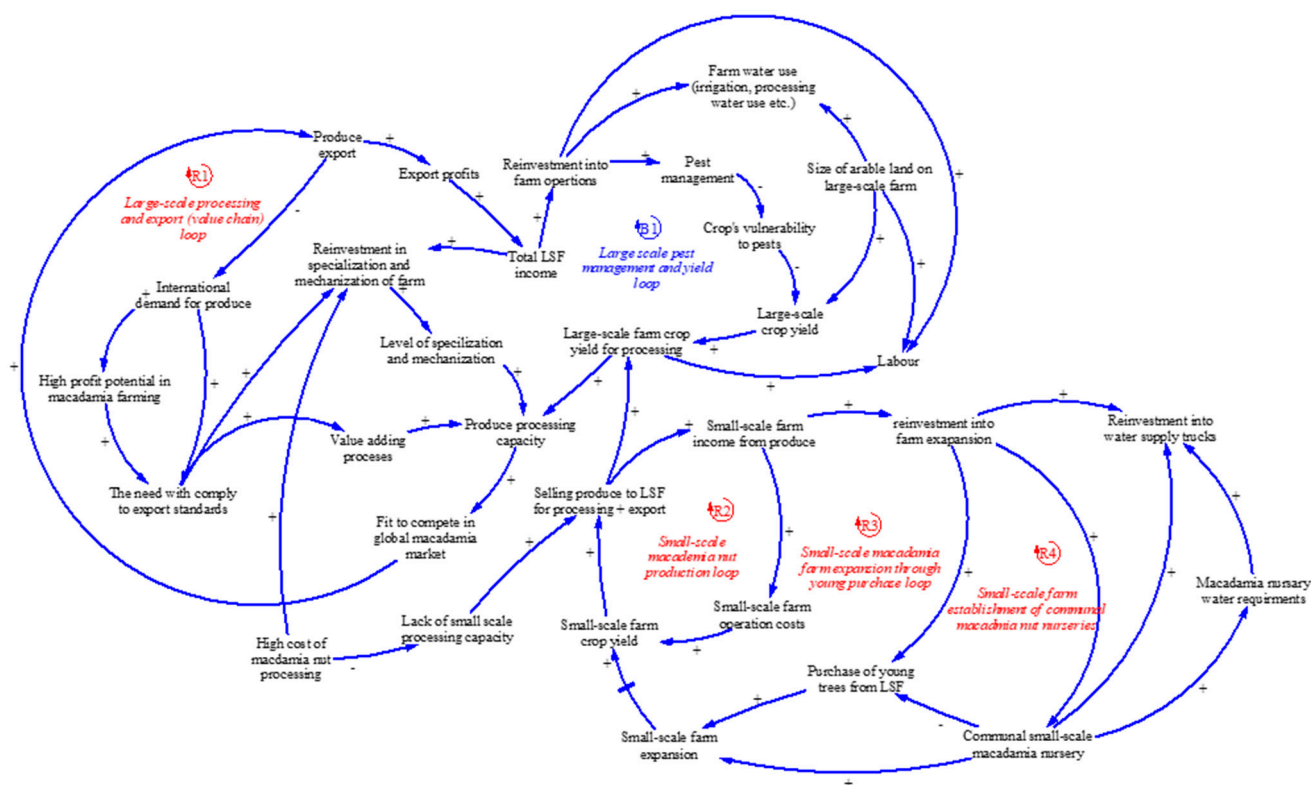 Farm water use
(irrigation, processing
water use etc.)
Produce
export
Export profits
R1
Large-scale processing
and export (value chain)
loop
Reinvestment into
farm opertions
Pest
management
Size of arable land on
large-scale farm
Crop's vulnerability
to pests
B1
Large scale pest
management and yield
loop
Reinvestment in
specialization and
mechanization of farm
Total LSF
income
International
demand for produce
Large-scale
crop yield
Level of specilization
and mechanization
Large-scale farm crop
yield for processing
Labour
High profit potential in
macadamia farming
Value adding
proceses
Produce processing
capacity
Small-scale farm
income from produce
reinvestment into
farm exapansion
Reinvestment into
water supply trucks
The need with comply
to export standards
Selling produce to LSF
for processing + export
Fit to compete in
global macadamia
market
R2
Small-scale
macademia nut
production loop
R3
Small-scale macadamia
farm expansion through
young purchase loop
R4
Small-scale farm
establishment of communal
macadmia nut nurseries
Macadamia nursary
water requirments
High cost of
macdamia nut
processing
Lack of small scale
processing capacity
Small-scale farm
crop yield
Small-scale farm
operation costs
Purchase of young
trees from LSF
Small-scale farm
expansion
Communal small-scale
macadamia nursery